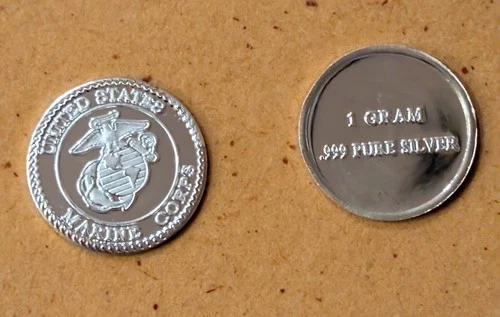 UNITED STATES
MARINE CORPS
1 GRAM
.999 PURE SILVER